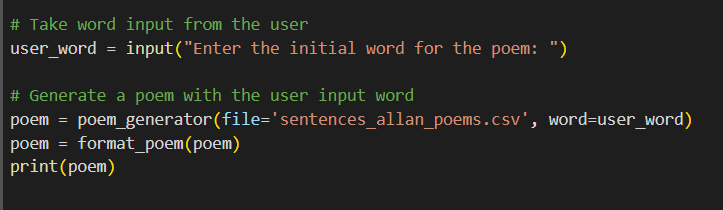 # Take word input from the user
user_word = input("Enter the initial word for the poem: ")
# Generate a poem with the user input word
poem = poem_generator(file='sentences_allan_poems.csv', word=user_word)
poem = format_poem(poem)
print(poem)